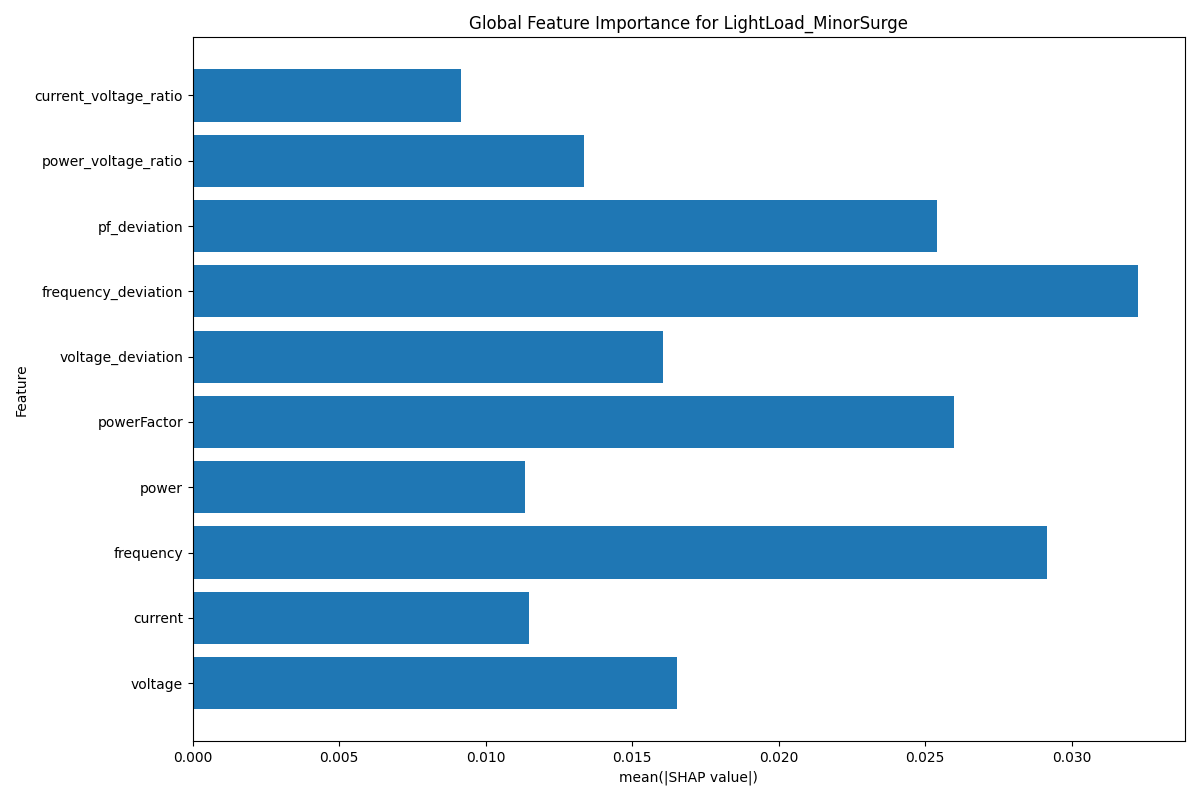 Global Feature Importance for LightLoad_MinorSurge
current_voltage_ratio
power_voltage_ratio
pf_deviation
frequency_deviation
voltage_deviation
powerFactor
power
frequency
current
voltage
Feature
0.000 0.005 0.010 0.015 0.020 0.025 0.030
mean(|SHAP value|)